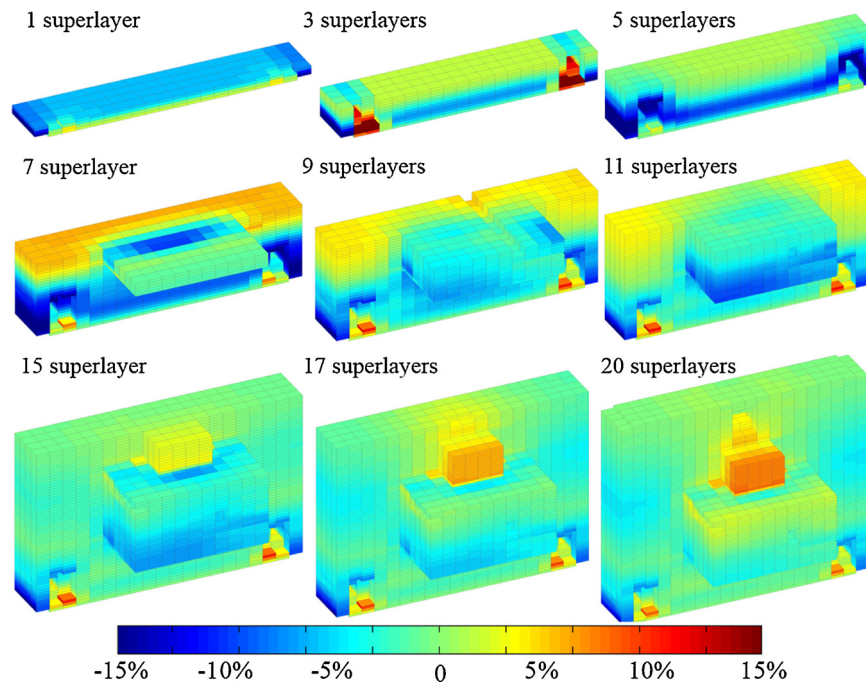 1 superlayer
3 superlayers
5 superlayers
7 superlayer
9 superlayers
11 superlayers
15 superlayer
17 superlayers
20 superlayers
-15% -10% -5% 0 5% 10% 15%